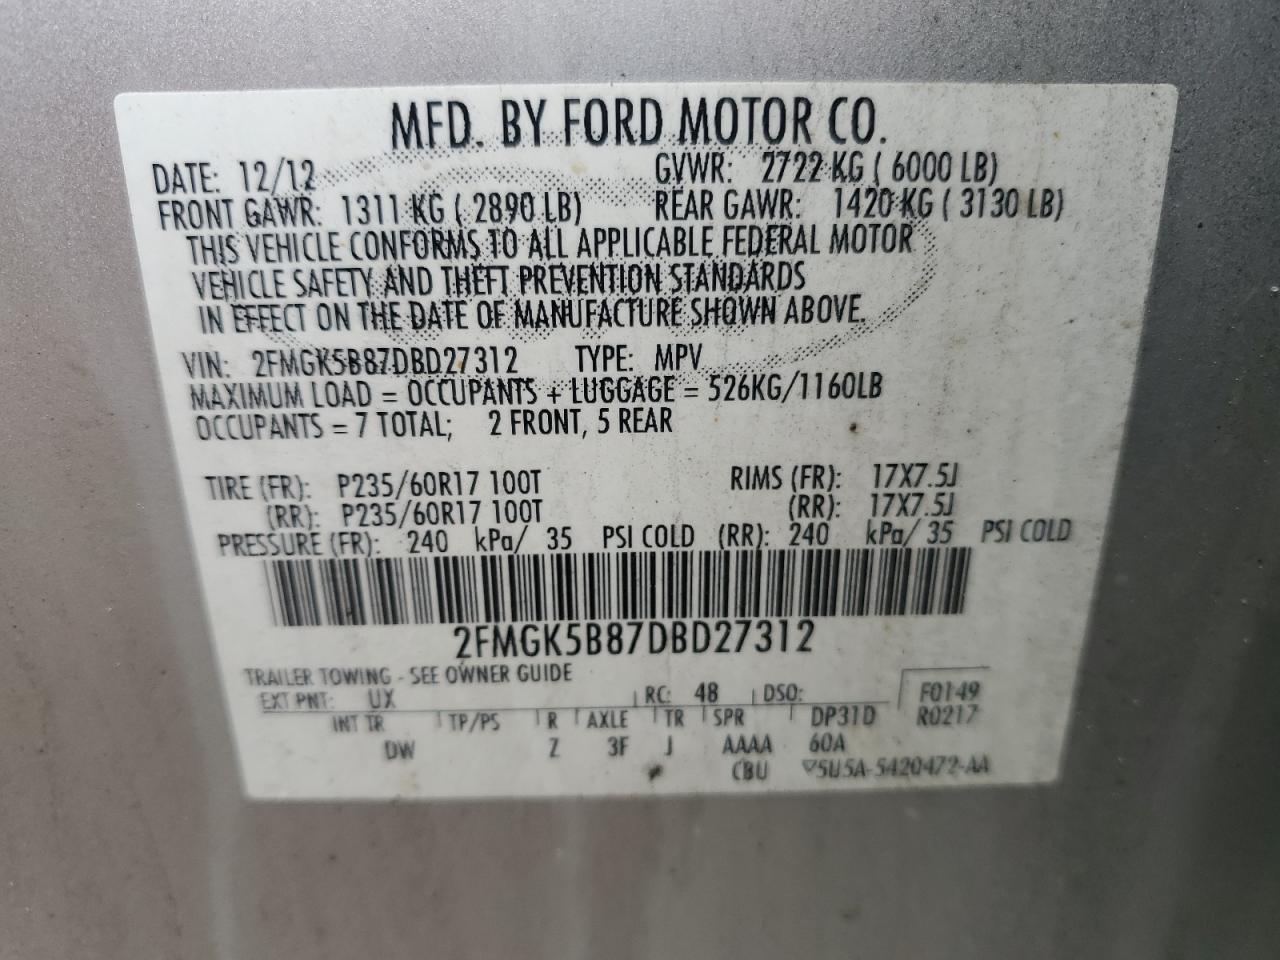 MFD. BY FORD MOTOR CO.
DATE: 12/12 GVWR: 2722 KG ( 6000 LB)
FRONT GAWR: 1311 KG ( 2890 LB) REAR GAWR: 1420 KG ( 3130 LB)
THIS VEHICLE CONFORMS TO ALL APPLICABLE FEDERAL MOTOR
VEHICLE SAFETY AND THEFT PREVENTION STANDARDS
IN EFFECT ON THE DATE OF MANUFACTURE SHOWN ABOVE.
VIN: 2FMGK5B87DBD27312 TYPE: MPV
MAXIMUM LOAD = OCCUPANTS + LUGGAGE = 526KG/1160LB
OCCUPANTS = 7 TOTAL; 2 FRONT, 5 REAR
TIRE (FR): P235/60R17 100T RIMS (FR): 17X7.5J
(RR): P235/60R17 100T (RR): 17X7.5J
PRESSURE (FR): 240 kPa/ 35 PSI COLD (RR): 240 kPa/ 35 PSI COLD
2FMGK5B87DBD27312
TRAILER TOWING - SEE OWNER GUIDE
EXT PNT: UX RC: 48 DSO: F0149
INT TR TP/PS R AXLE TR SPR DP31D R0217
DW Z 3F J AAAA 60A
CBU 5U5A-5420472-AA